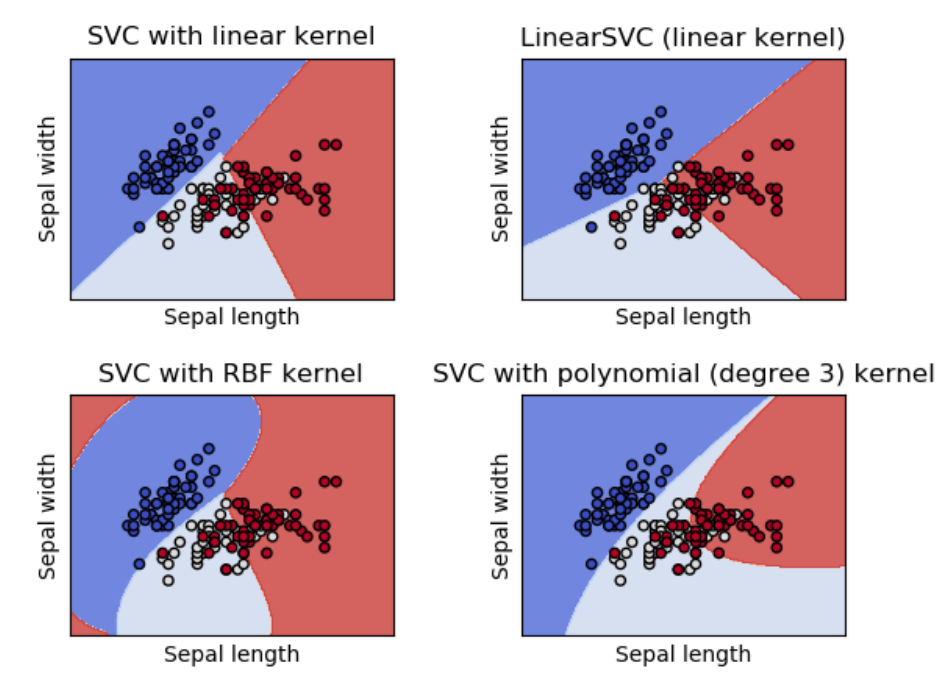 SVC with linear kernel
LinearSVC (linear kernel)
Sepal width
Sepal width
Sepal length
Sepal length
SVC with RBF kernel
SVC with polynomial (degree 3) kernel
Sepal width
Sepal width
Sepal length
Sepal length